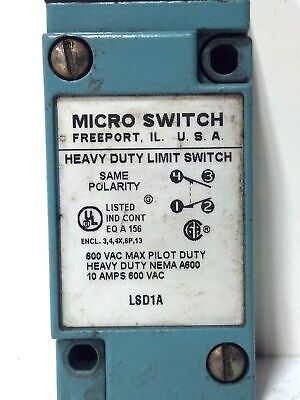 MICRO SWITCH
FREEPORT, IL. U.S.A.
HEAVY DUTY LIMIT SWITCH
SAME POLARITY
4 3
1 2
UL
LISTED
IND CONT
EQ A 156
ENCL. 3,4,4X,6P,13
600 VAC MAX PILOT DUTY
HEAVY DUTY NEMA A600
10 AMPS 600 VAC
LSD1A